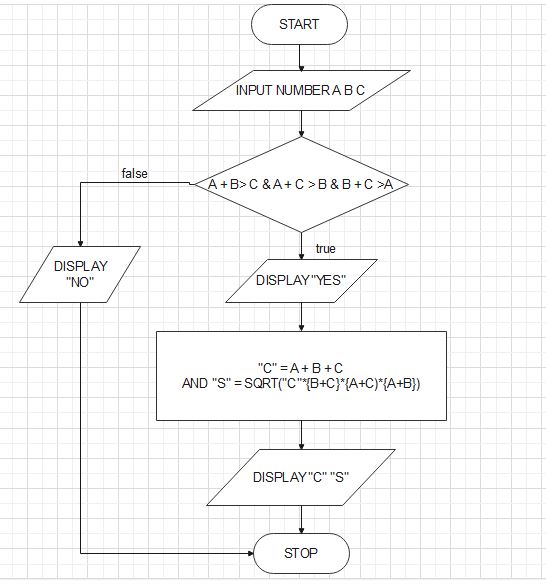 START
INPUT NUMBER A B C
A + B > C & A + C > B & B + C >A
false
true
DISPLAY
"NO"
DISPLAY "YES"
"C" = A + B + C
AND "S" = SQRT("C"*{B+C}*{A+C)*{A+B})
DISPLAY "C" "S"
STOP